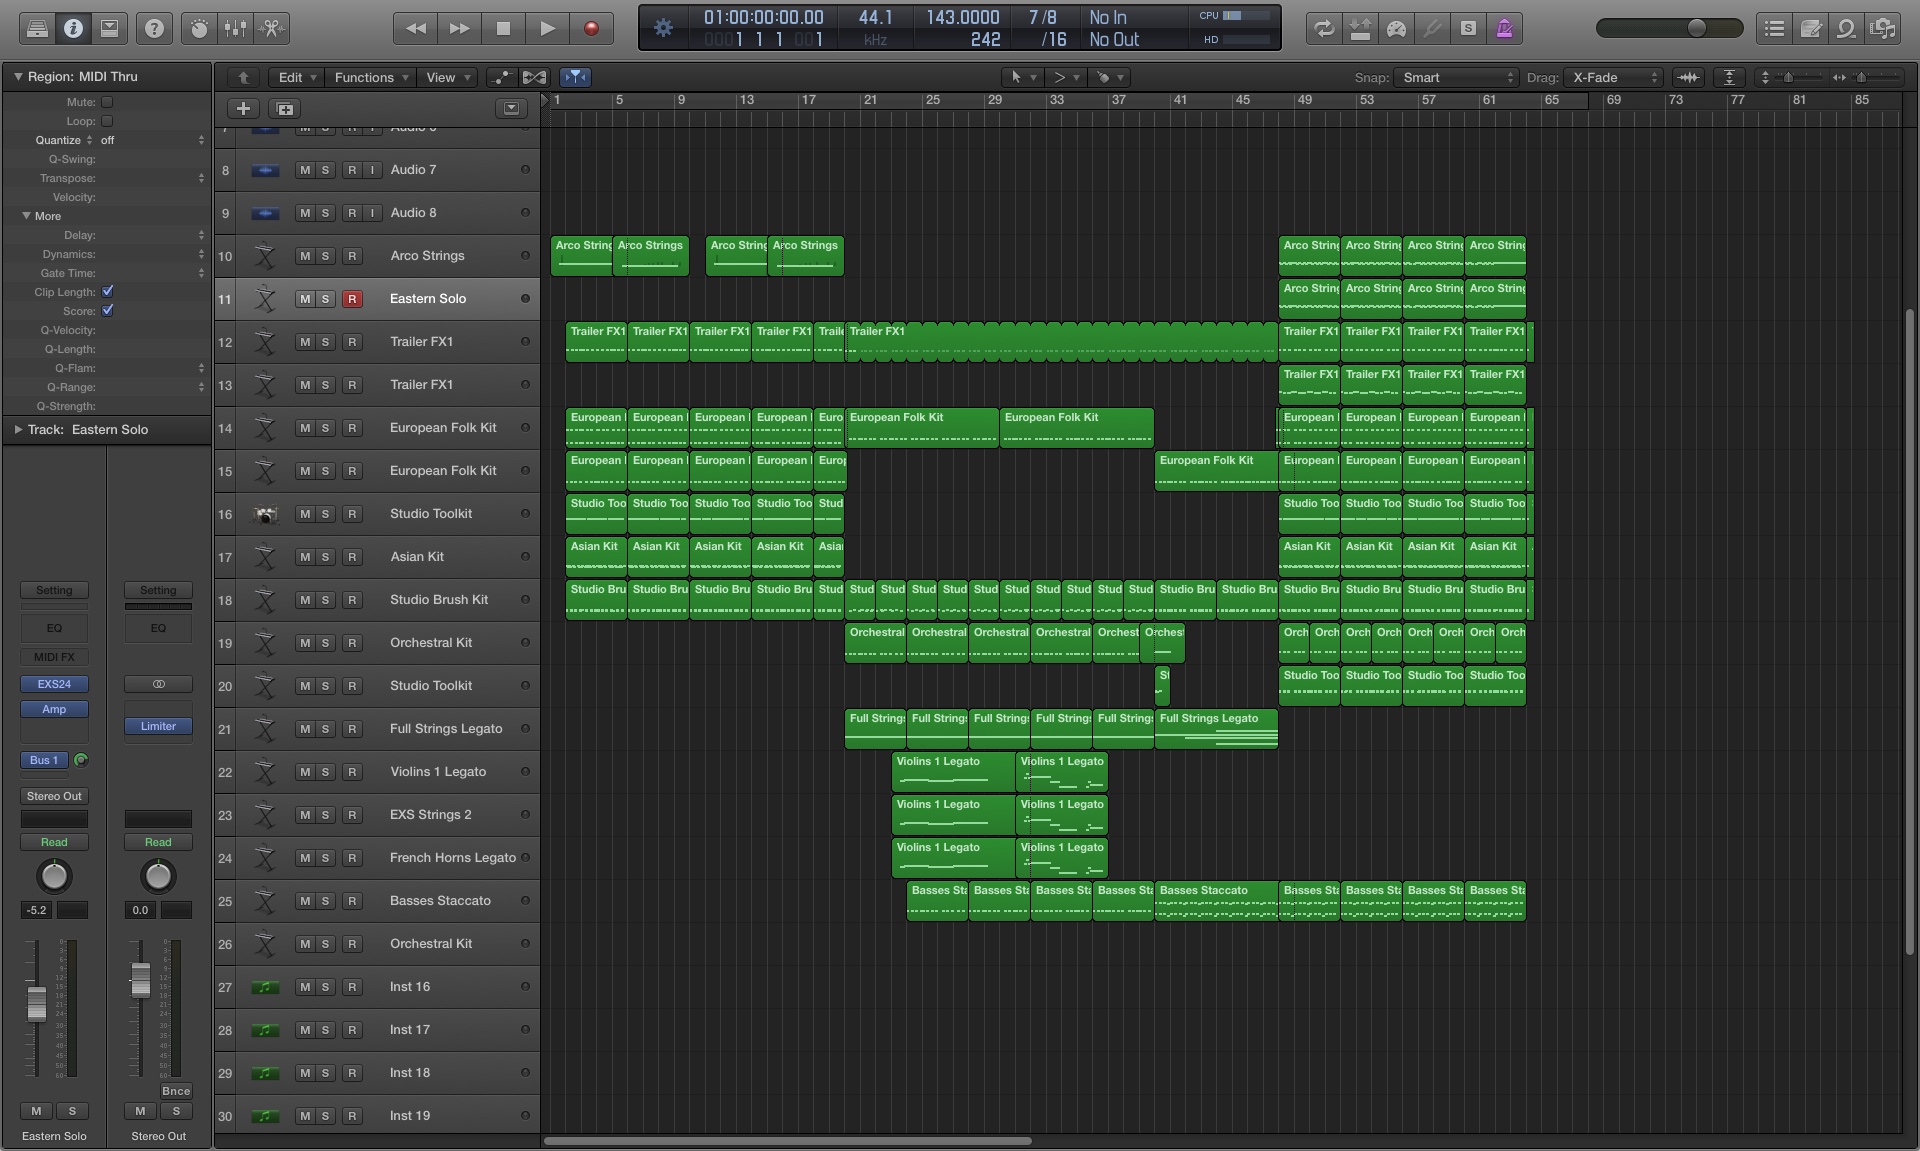 01:00:00:00.00 44.1 143.0000 7/8 No In CPU
0001 1 1 001 kHz 242 /16 No Out HD
Region: MIDI Thru
Mute:
Loop:
Quantize off
Q-Swing:
Transpose:
Velocity:
More
Delay:
Dynamics:
Gate Time:
Clip Length:
Score:
Q-Velocity:
Q-Length:
Q-Flam:
Q-Range:
Q-Strength:
Track: Eastern Solo
Setting Setting
EQ EQ
MIDI FX
EXS24
Amp
Limiter
Bus 1
Stereo Out
Read Read
-5.2 0.0
Bnce
M S M S
Eastern Solo Stereo Out
Edit Functions View Snap: Smart Drag: X-Fade
1 5 9 13 17 21 25 29 33 37 41 45 49 53 57 61 65 69 73 77 81 85
8 M S R I Audio 7
9 M S R I Audio 8
10 M S R Arco Strings Arco String Arco Strings Arco String Arco Strings Arco String Arco String Arco String Arco String
11 M S R Eastern Solo Arco String Arco String Arco String Arco String
12 M S R Trailer FX1 Trailer FX1 Trailer FX1 Trailer FX1 Trailer FX1 Traile Trailer FX1 Trailer FX1 Trailer FX1 Trailer FX1 Trailer FX1
13 M S R Trailer FX1 Trailer FX1 Trailer FX1 Trailer FX1 Trailer FX1
14 M S R European Folk Kit European European European European Euro European Folk Kit European Folk Kit European European European European
15 M S R European Folk Kit European European European European Europ European Folk Kit European European European European
16 M S R Studio Toolkit Studio Too Studio Too Studio Too Studio Too Stud Studio Too Studio Too Studio Too Studio Too
17 M S R Asian Kit Asian Kit Asian Kit Asian Kit Asian Kit Asia Asian Kit Asian Kit Asian Kit Asian Kit
18 M S R Studio Brush Kit Studio Bru Studio Bru Studio Bru Studio Bru Stud Stud Stud Stud Stud Stud Stud Stud Stud Stud Stud Studio Bru Studio Bru Studio Bru Studio Bru Studio Bru Studio Bru
19 M S R Orchestral Kit Orchestral Orchestral Orchestral Orchestral Orchest Orches Orch Orch Orch Orch Orch Orch Orch Orch
20 M S R Studio Toolkit St Studio Too Studio Too Studio Too Studio Too
21 M S R Full Strings Legato Full Strings Full Strings Full Strings Full Strings Full Strings Full Strings Legato
22 M S R Violins 1 Legato Violins 1 Legato Violins 1 Legato
23 M S R EXS Strings 2 Violins 1 Legato Violins 1 Legato
24 M S R French Horns Legato Violins 1 Legato Violins 1 Legato
25 M S R Basses Staccato Basses Sta Basses Sta Basses Sta Basses Sta Basses Staccato Basses Sta Basses Sta Basses Sta Basses Sta
26 M S R Orchestral Kit
27 M S R Inst 16
28 M S R Inst 17
29 M S R Inst 18
30 M S R Inst 19